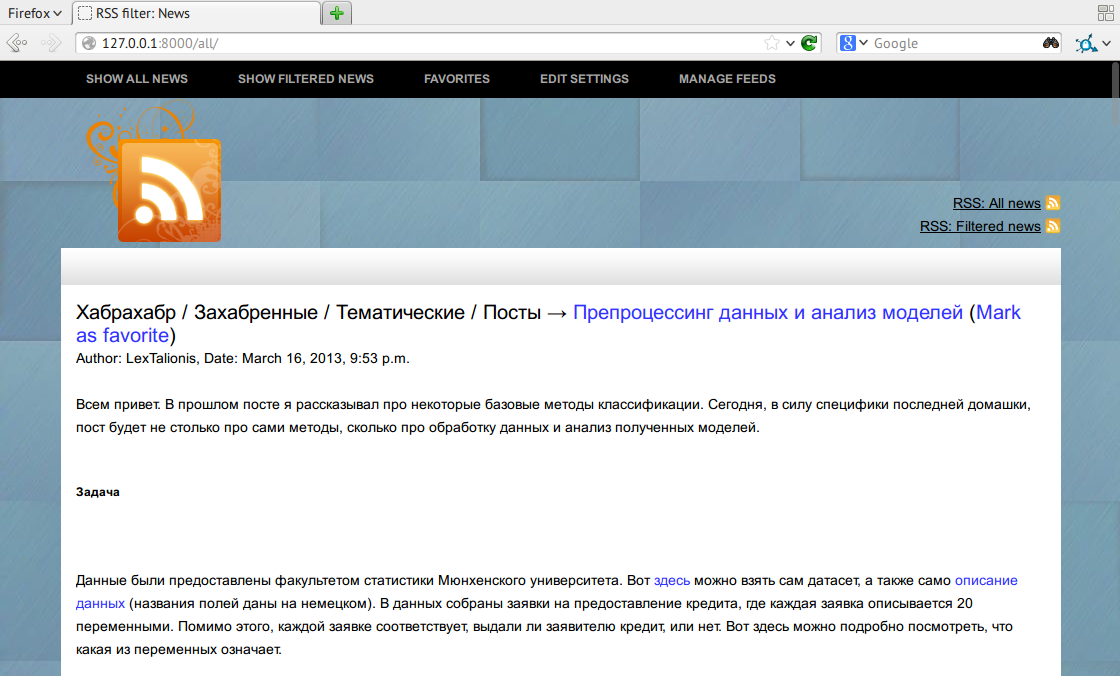 Firefox
RSS filter: News
127.0.0.1:8000/all/
Google
SHOW ALL NEWS
SHOW FILTERED NEWS
FAVORITES
EDIT SETTINGS
MANAGE FEEDS
RSS: All news
RSS: Filtered news
Хабрахабр / Захабренные / Тематические / Посты → Препроцессинг данных и анализ моделей (Mark
as favorite)
Author: LexTalionis, Date: March 16, 2013, 9:53 p.m.
Всем привет. В прошлом посте я рассказывал про некоторые базовые методы классификации. Сегодня, в силу специфики последней домашки,
пост будет не столько про сами методы, сколько про обработку данных и анализ полученных моделей.
Задача
Данные были предоставлены факультетом статистики Мюнхенского университета. Вот здесь можно взять сам датасет, а также само описание
данных (названия полей даны на немецком). В данных собраны заявки на предоставление кредита, где каждая заявка описывается 20
переменными. Помимо этого, каждой заявке соответствует, выдали ли заявителю кредит, или нет. Вот здесь можно подробно посмотреть, что
какая из переменных означает.